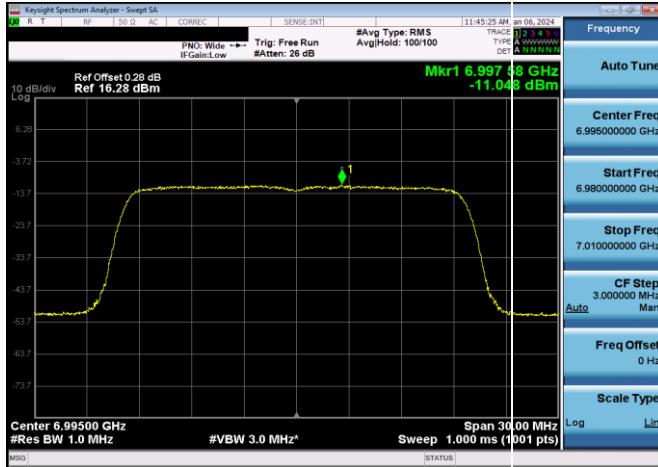 Keysight Spectrum Analyzer - Swept SA
R T RF 50 Ω AC CORREC SENSE:INT 11:45:25 AM, an 06, 2024
#Avg Type: RMS TRACE 1 2 3 4 5 6
PNO: Wide Trig: Free Run Avg|Hold: 100/100 TYPE A WWWWW
IFGain:Low #Atten: 26 dB DET A N N N N N
Mkr1 6.997 58 GHz
Ref Offset 0.28 dB
10 dB/div Ref 16.28 dBm -11.048 dBm
Log
6.28
-3.72
1
-13.7
-23.7
-33.7
-43.7
-53.7
-63.7
-73.7
Center 6.99500 GHz Span 30.00 MHz
#Res BW 1.0 MHz #VBW 3.0 MHz* Sweep 1.000 ms (1001 pts)
MSG STATUS
Frequency
Auto Tune
Center Freq
6.995000000 GHz
Start Freq
6.980000000 GHz
Stop Freq
7.010000000 GHz
CF Step
3.000000 MHz
Auto Man
Freq Offset
0 Hz
Scale Type
Log Lin